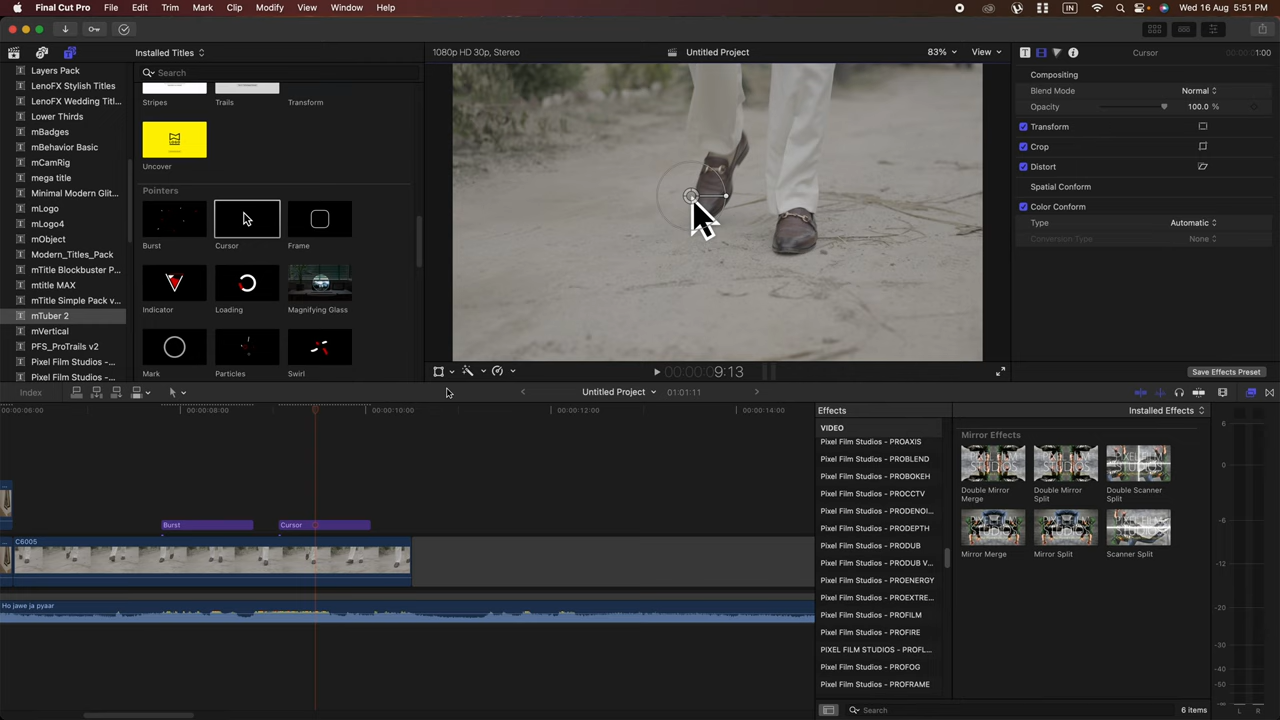 Final Cut Pro File Edit Trim Mark Clip Modify View Window Help
IN Wed 16 Aug 5:51 PM
Installed Titles
1080p HD 30p, Stereo
Untitled Project
83%
View
Cursor
1:00
Layers Pack
LenoFX Stylish Titles
LenoFX Wedding Titl...
Lower Thirds
mBadges
mBehavior Basic
mCamRig
mega title
Minimal Modern Glit...
mLogo
mLogo4
mObject
Modern_Titles_Pack
mTitle Blockbuster P...
mtitle MAX
mTitle Simple Pack v...
mTuber 2
mVertical
PFS_ProTrails v2
Pixel Film Studios -...
Pixel Film Studios -...
Search
Stripes
Trails
Transform
Uncover
Pointers
Burst
Cursor
Frame
Indicator
Loading
Magnifying Glass
Mark
Particles
Swirl
Compositing
Blend Mode
Normal
Opacity
100.0 %
Transform
Crop
Distort
Spatial Conform
Color Conform
Type
Automatic
Conversion Type
None
00:00:09:13
Save Effects Preset
Index
Untitled Project
01:01:11
00:00:06:00
00:00:08:00
00:00:10:00
00:00:12:00
00:00:14:00
Burst
Cursor
C6005
Ho jawe ja pyaar
Effects
Installed Effects
VIDEO
Pixel Film Studios - PROAXIS
Pixel Film Studios - PROBLEND
Pixel Film Studios - PROBOKEH
Pixel Film Studios - PROCCTV
Pixel Film Studios - PRODENOI...
Pixel Film Studios - PRODEPTH
Pixel Film Studios - PRODUB
Pixel Film Studios - PRODUB V...
Pixel Film Studios - PROENERGY
Pixel Film Studios - PROEXTRE...
Pixel Film Studios - PROFILM
Pixel Film Studios - PROFIRE
PIXEL FILM STUDIOS - PROFL...
Pixel Film Studios - PROFOG
Pixel Film Studios - PROFRAME
Mirror Effects
Double Mirror
Merge
Double Mirror
Split
Double Scanner
Split
Mirror Merge
Mirror Split
Scanner Split
Search
6 items
6
0
-6
-12
-20
-30
-50
L R